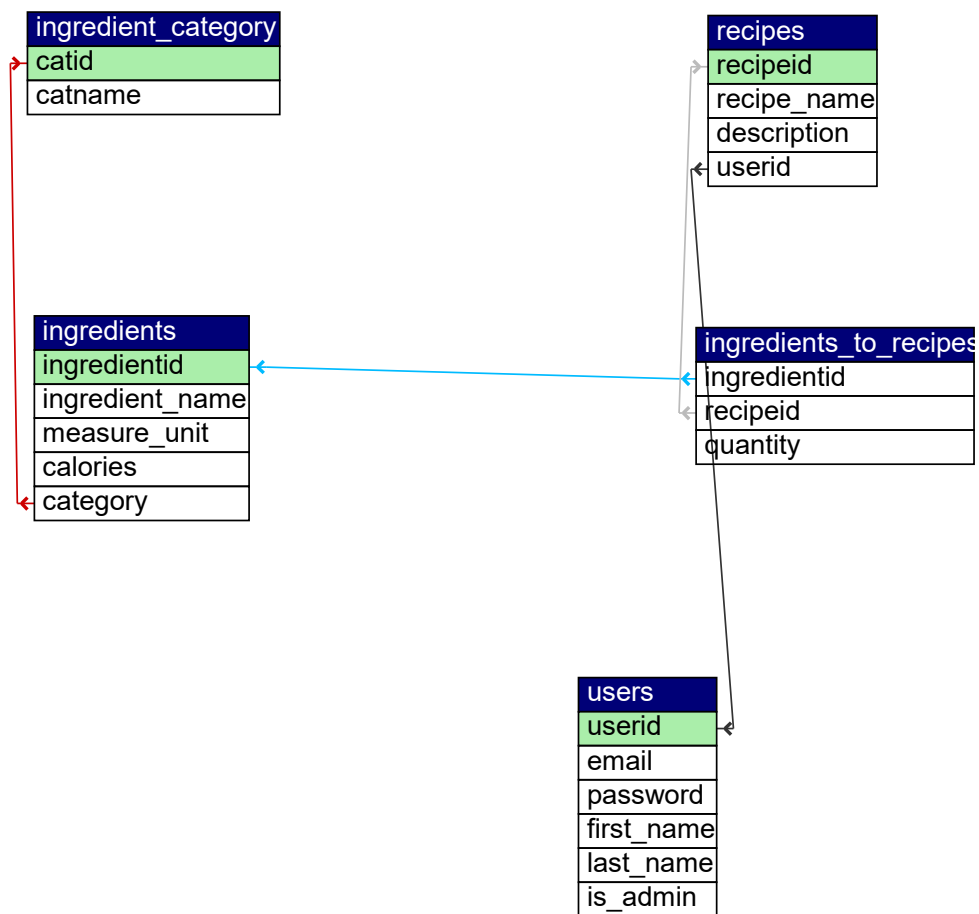 ingredient_category
catid
catname
recipes
recipeid
recipe_name
description
userid
ingredients
ingredientid
ingredient_name
measure_unit
calories
category
ingredients_to_recipes
ingredientid
recipeid
quantity
users
userid
email
password
first_name
last_name
is_admin